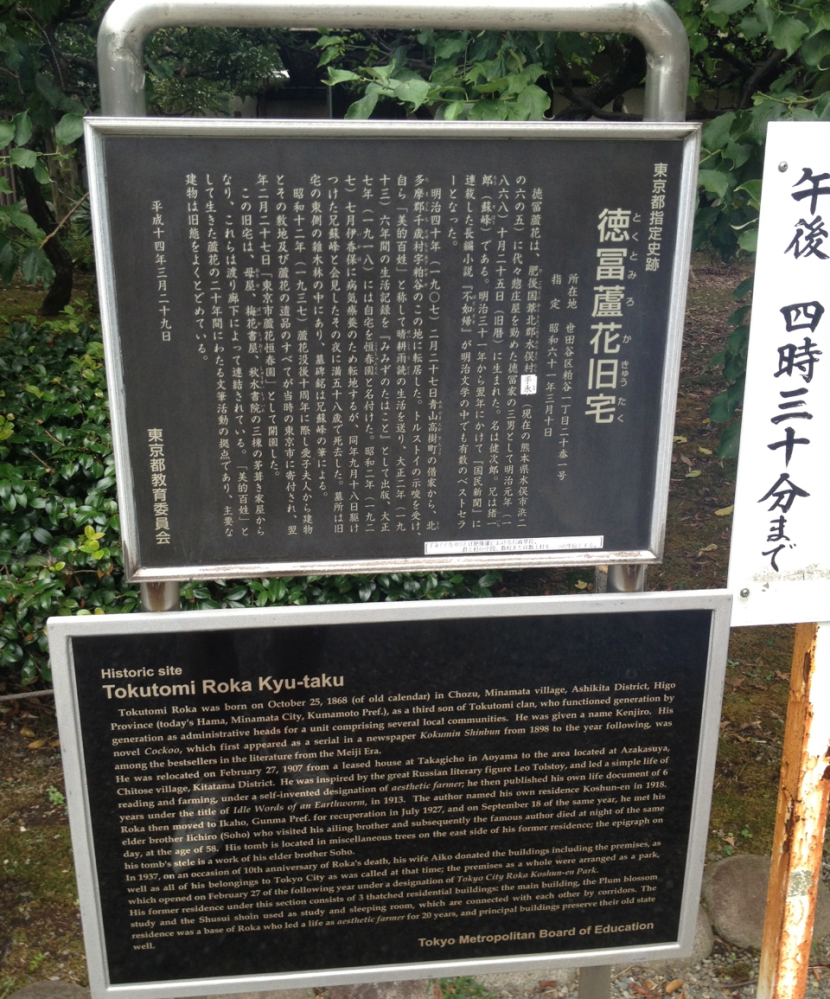 東京都指定史跡
とくとみろ か きゅうたく
徳冨蘆花旧宅
所在地 世田谷区粕谷一丁目二十番一号
指 定 昭和六十一年三月十日
徳冨蘆花は、肥後国葦北郡水俣村手永(現在の熊本県水俣市浜二
の六の五)に代々惣庄屋を勤めた徳冨家の三男として明治元年(一
八六八)十月二十五日(旧暦)に生まれた。名は健次郎。兄は猪一
郎(蘇峰)である。明治三十一年から翌年にかけて「国民新聞」に
連載した長編小説『不如帰』が明治文学の中でも有数のベストセラ
ーとなった。
明治四十年(一九〇七)二月二十七日青山高樹町の借家から、北
多摩郡千歳村字粕谷のこの地に転居した。トルストイの示唆を受け、
自ら「美的百姓」と称して晴耕雨読の生活を送り、大正二年(一九
十三)六年間の生活記録を『みみずのたはこと』として出版、大正
七年(一九一八)には自宅を恒春園と名付けた。昭和二年(一九二
七)七月伊香保に病気療養のため転地するが、同年九月十八日駆け
つけた兄蘇峰と会見したその夜に満五十八歳で死去した。墓所は旧
宅の東側の雑木林の中にあり、墓碑銘は兄蘇峰の筆による。
昭和十二年(一九三七)蘆花没後十周年に際し愛子夫人から建物
とその敷地及び蘆花の遺品のすべてが当時の東京市に寄付され、翌
年二月二十七日「東京市蘆花恒春園」として開園した。
この旧宅は、母屋、梅花書屋、秋水書院の三棟の茅葺き家屋から
なり、これらは渡り廊下によって連結されている。「美的百姓」と
して生きた蘆花の二十年間にわたる文筆活動の拠点であり、主要な
建物は旧態をよくとどめている。
平成十四年三月二十九日
東京都教育委員会
午後 四時三十分まで
Historic site
Tokutomi Roka Kyu-taku
Tokutomi Roka was born on October 25, 1868 (of old calendar) in Chozu, Minamata village, Ashikita District, Higo
Province (today's Hama, Minamata City, Kumamoto Pref.), as a third son of Tokutomi clan, who functioned generation by
generation as administrative heads for a unit comprising several local communities. He was given a name Kenjiro. His
novel Cockoo, which first appeared as a serial in a newspaper Kokumin Shinbun from 1898 to the year following, was
among the bestsellers in the literature from the Meiji Era.
He was relocated on February 27, 1907 from a leased house at Takagicho in Aoyama to the area located at Azakasuya,
Chitose village, Kitatama District. He was inspired by the great Russian literary figure Leo Tolstoy, and led a simple life of
reading and farming, under a self-invented designation of aesthetic farmer; he then published his own life document of 6
years under the title of Idle Words of an Earthworm, in 1913. The author named his own residence Koshun-en in 1918.
Roka then moved to Ikaho, Gunma Pref. for recuperation in July 1927, and on September 18 of the same year, he met his
elder brother Iichiro (Soho) who visited his ailing brother and subsequently the famous author died at night of the same
day, at the age of 58. His tomb is located in miscellaneous trees on the east side of his former residence; the epigraph on
his tomb's stele is a work of his elder brother Soho.
In 1937, on an occasion of 10th anniversary of Roka's death, his wife Aiko donated the buildings including the premises, as
well as all of his belongings to Tokyo City as was called at that time; the premises as a whole were arranged as a park,
which opened on February 27 of the following year under a designation of Tokyo City Roka Koshun-en Park.
His former residence under this section consists of 3 thatched residential buildings: the main building, the Plum blossom
study and the Shusui shoin used as study and sleeping room, which are connected with each other by corridors. The
residence was a base of Roka who led a life as aesthetic farmer for 20 years, and principal buildings preserve their old state
well.
Tokyo Metropolitan Board of Education